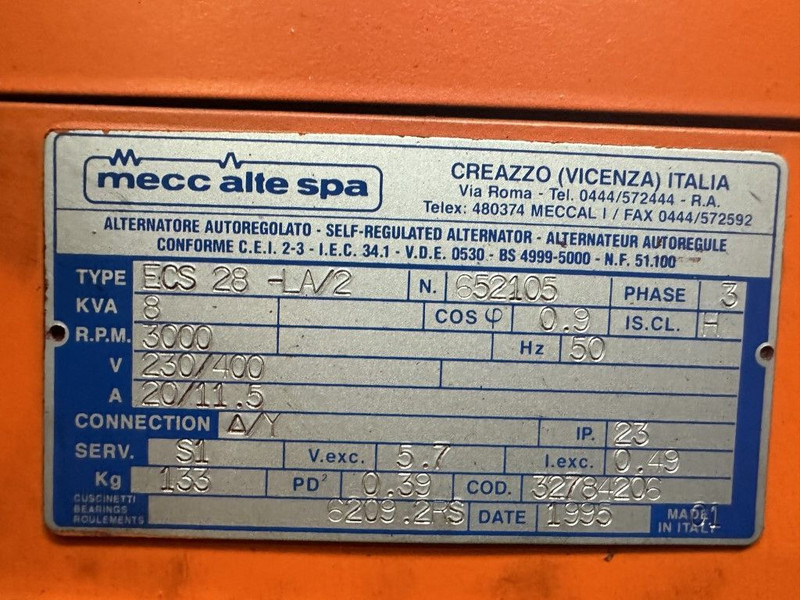 mecc alte spa
CREAZZO (VICENZA) ITALIA
Via Roma - Tel. 0444/572444 - R.A.
Telex: 480374 MECCAL I / FAX 0444/572592
ALTERNATORE AUTOREGOLATO - SELF-REGULATED ALTERNATOR - ALTERNATEUR AUTOREGULE
CONFORME C.E.I. 2-3 - I.E.C. 34.1 - V.D.E. 0530 - BS 4999-5000 - N.F. 51.100
TYPE ECS 28 -LA/2 N. 652105 PHASE 3
KVA 8 COS φ 0.9 IS.CL. H
R.P.M. 3000 Hz 50
V 230/400
A 20/11.5
CONNECTION Δ/Y IP. 23
SERV. S1 V.exc. 5.7 I.exc. 0.49
Kg 133 PD² 0.39 COD. 32784206
CUSCINETTI
BEARINGS
ROULEMENTS
6209.2RS DATE 1995
MADE
IN ITALY